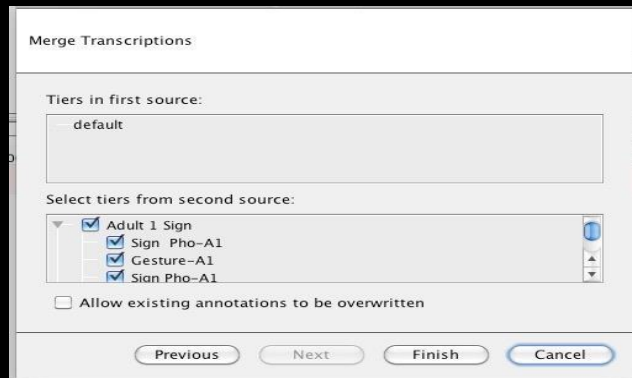 Merge Transcriptions
Tiers in first source:
default
Select tiers from second source:
Adult 1 Sign
Sign Pho-A1
Gesture-A1
Sign Pho-A1
Allow existing annotations to be overwritten
Previous Next Finish Cancel